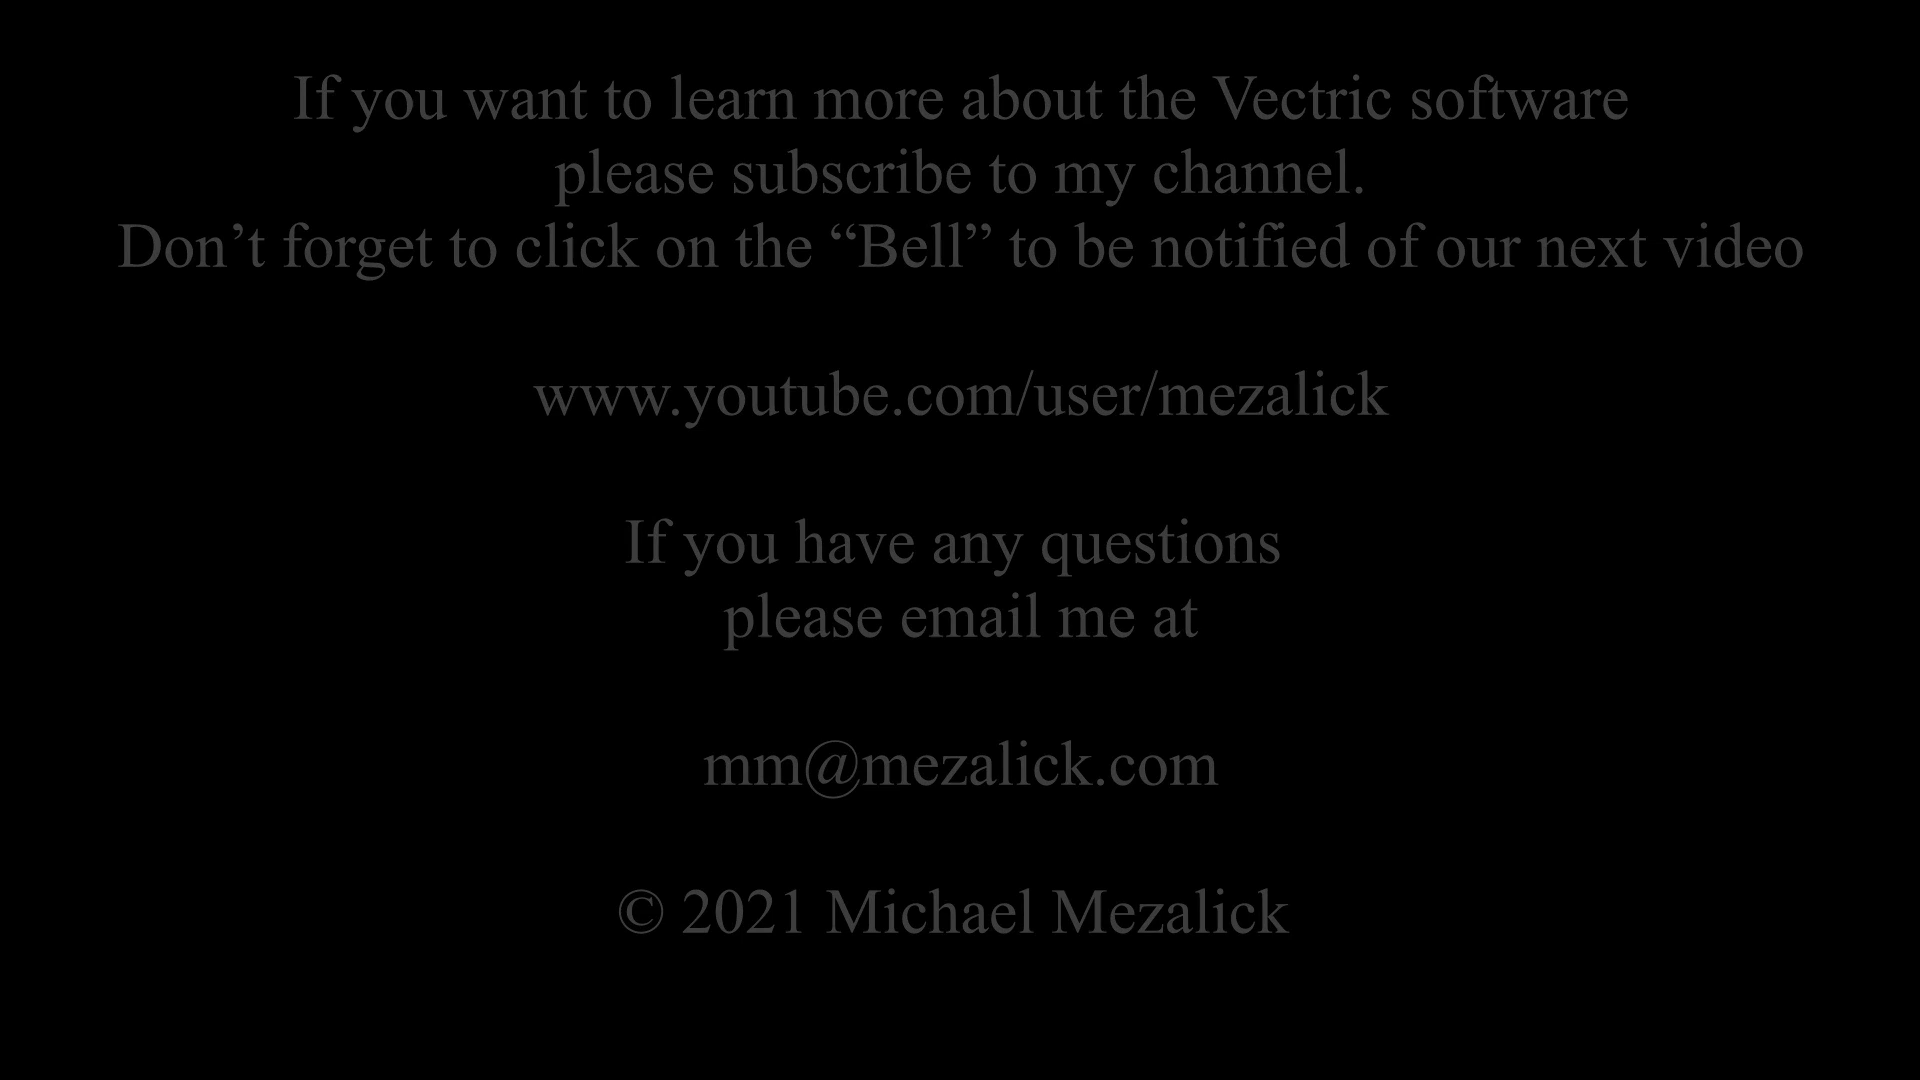 If you want to learn more about the Vectric software
please subscribe to my channel.
Don’t forget to click on the “Bell” to be notified of our next video
www.youtube.com/user/mezalick
If you have any questions
please email me at
mm@mezalick.com
© 2021 Michael Mezalick